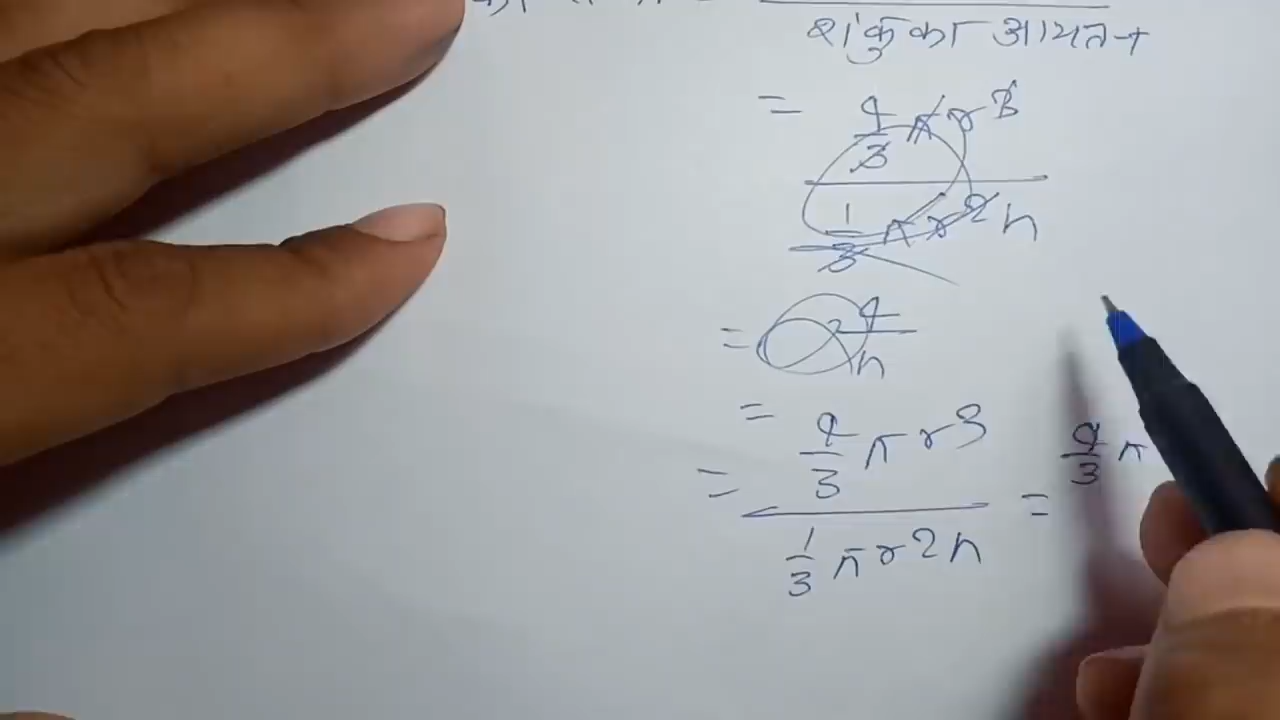 शंकु का आयतन
= 4/3 π r3
1/3 π r2 h
= 4/h
=
= 4/3 π r3 / 1/3 π r2 h = 4/3 π